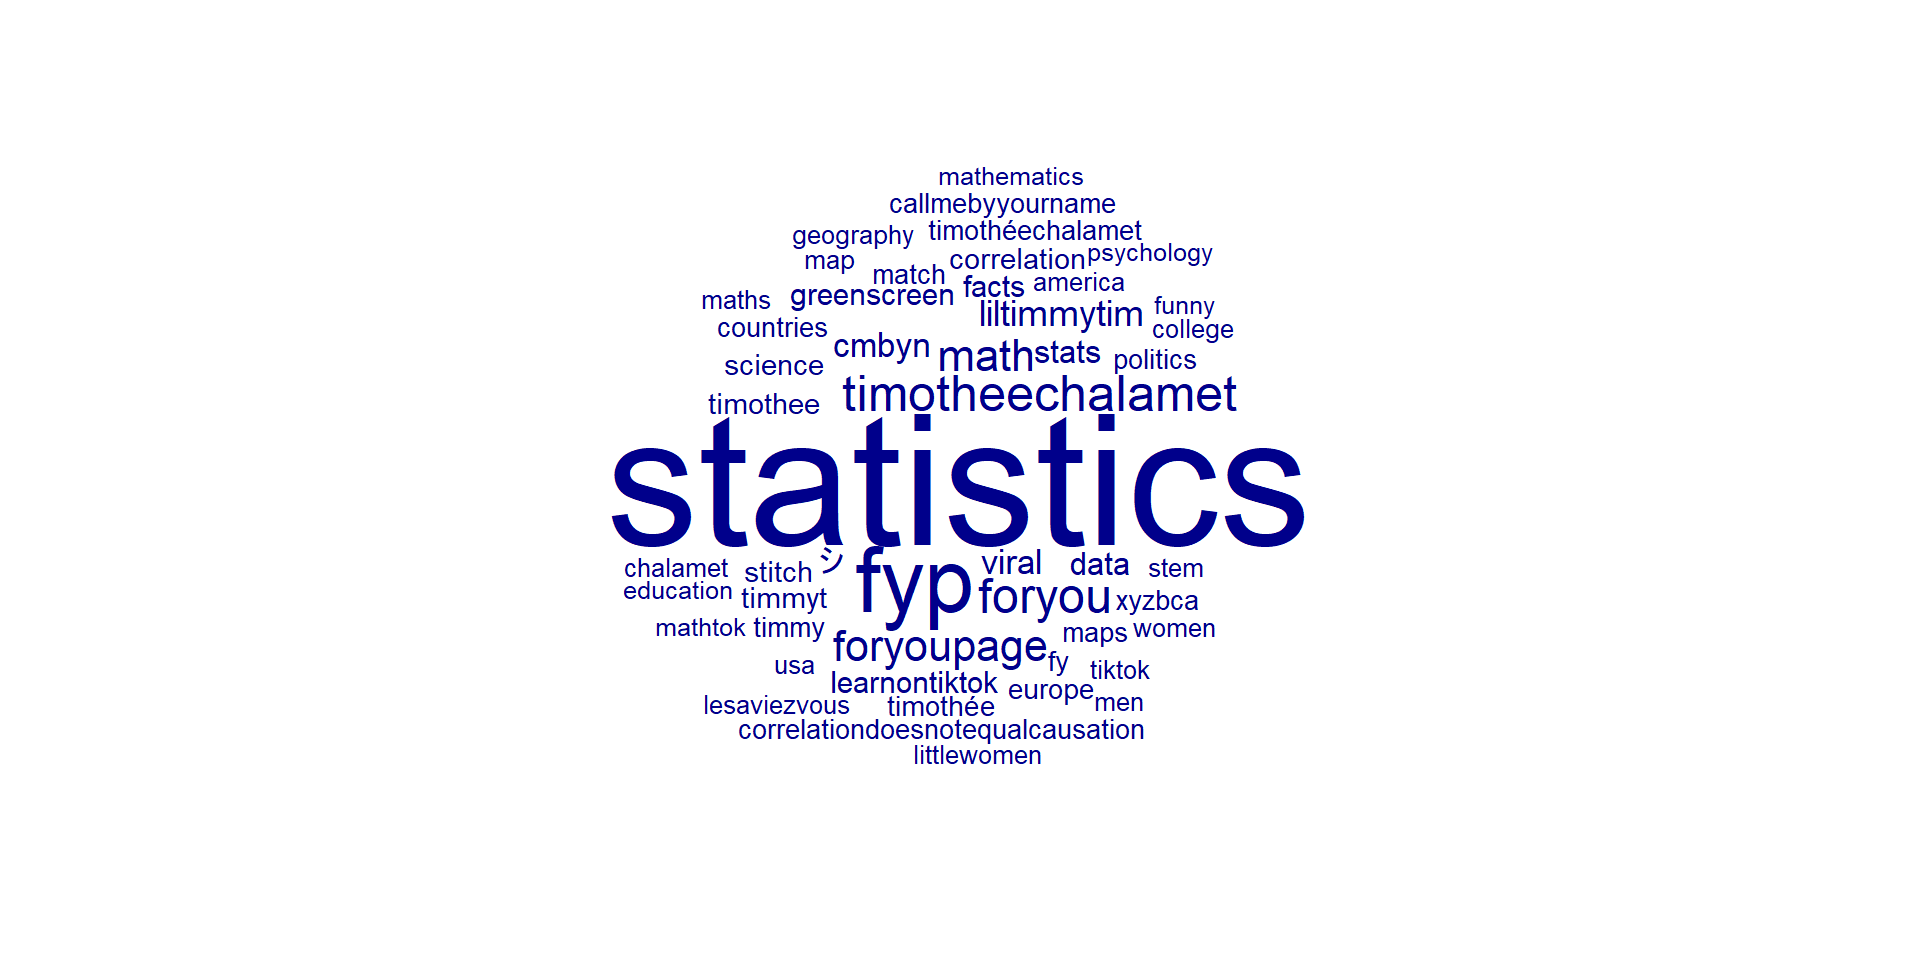 mathematics
callmebyyourname
geography timothéechalamet
map correlation psychology
match
maths greenscreen facts america
liltimmytim funny
countries college
cmbyn math stats politics
science
timothee timotheechalamet
statistics
chalamet stitch シ fyp viral data stem
education timmyt foryou xyzbca
mathtok timmy foryoupage maps women
usa fy tiktok
learnontiktok europe
lesaviezvous timothée men
correlationdoesnotequalcausation
littlewomen